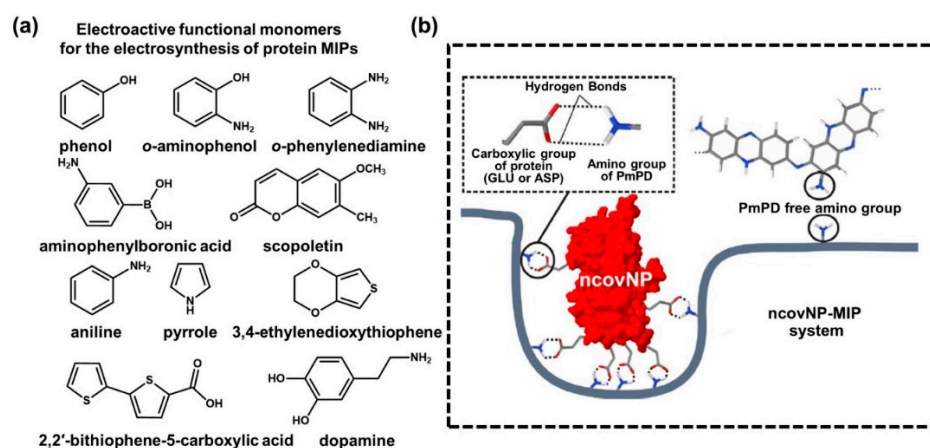 (a)
Electroactive functional monomers
for the electrosynthesis of protein MIPs
OH
phenol
OH
NH₂
o-aminophenol
NH₂
NH₂
o-phenylenediamine
H₂N
OH
B
OH
aminophenylboronic acid
OCH₃
O
O
CH₃
scopoletin
NH₂
aniline
N
H
pyrrole
O
S
O
3,4-ethylenedioxythiophene
S
S
O
OH
2,2′-bithiophene-5-carboxylic acid
NH₂
HO
HO
dopamine
(b)
Hydrogen Bonds
Carboxylic group
of protein
(GLU or ASP)
Amino group
of PmPD
PmPD free amino group
ncovNP
ncovNP-MIP
system